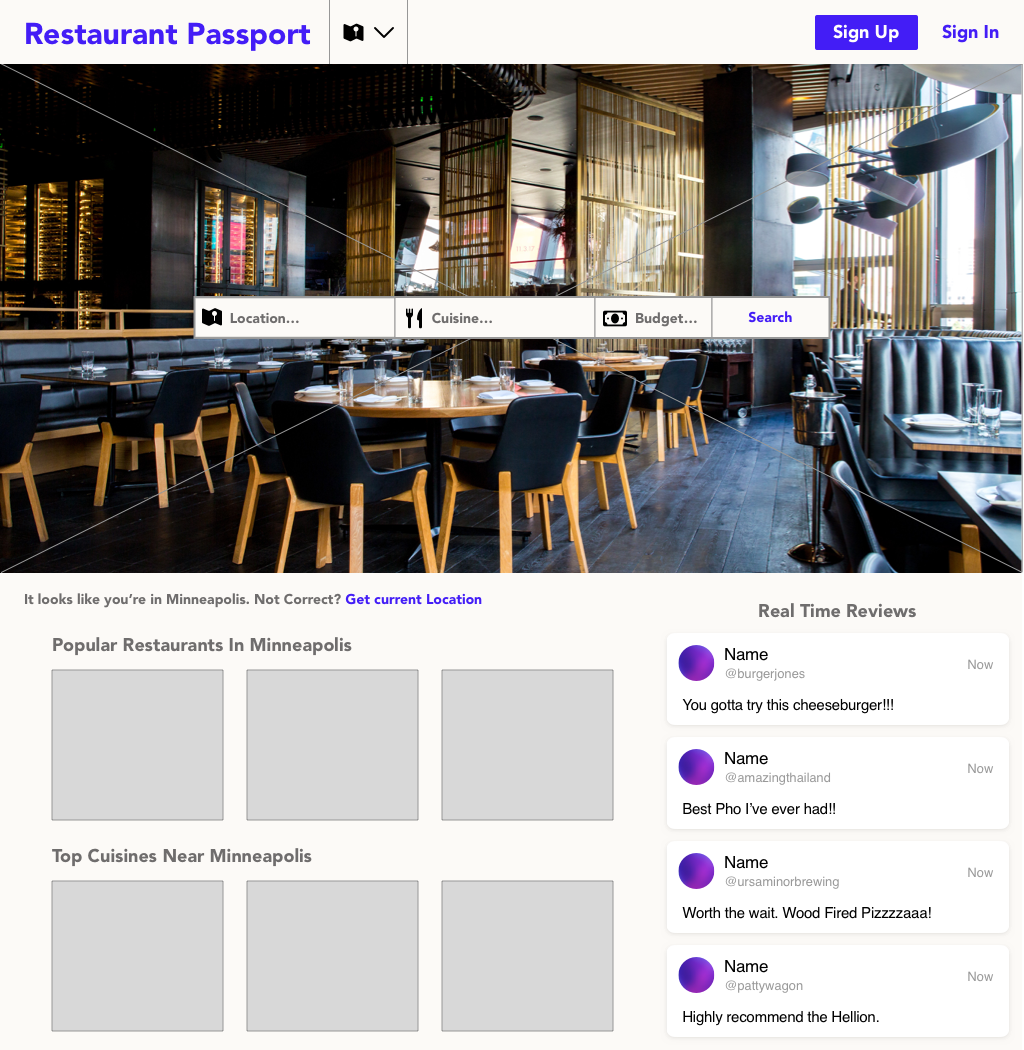 Restaurant Passport
Sign Up
Sign In
Location...
Cuisine...
Budget...
Search
It looks like you’re in Minneapolis. Not Correct? Get current Location
Popular Restaurants In Minneapolis
Top Cuisines Near Minneapolis
Real Time Reviews
Name
Now
@burgerjones
You gotta try this cheeseburger!!!
Name
Now
@amazingthailand
Best Pho I’ve ever had!!
Name
Now
@ursaminorbrewing
Worth the wait. Wood Fired Pizzzzaaa!
Name
Now
@pattywagon
Highly recommend the Hellion.